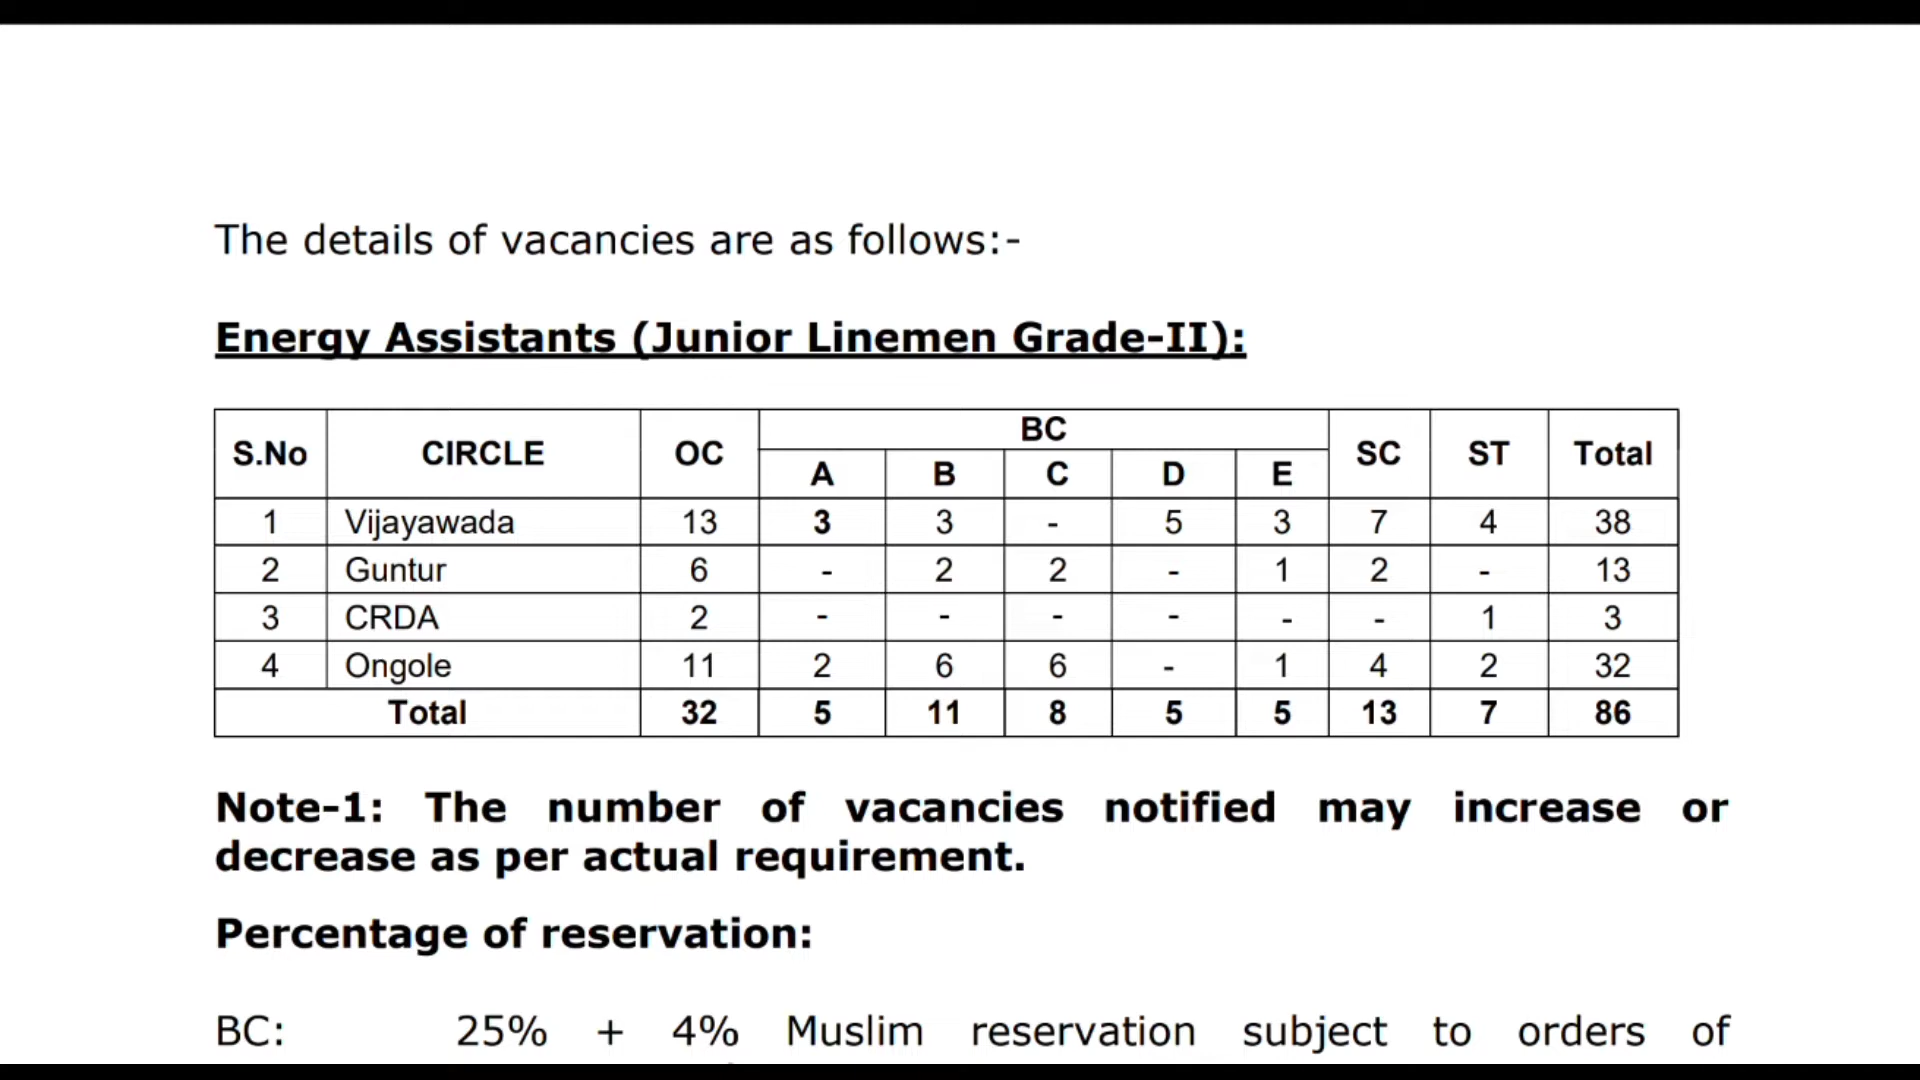 The details of vacancies are as follows:-
Energy Assistants (Junior Linemen Grade-II):
S.No CIRCLE OC BC SC ST Total
A B C D E
1 Vijayawada 13 3 3 - 5 3 7 4 38
2 Guntur 6 - 2 2 - 1 2 - 13
3 CRDA 2 - - - - - - 1 3
4 Ongole 11 2 6 6 - 1 4 2 32
Total 32 5 11 8 5 5 13 7 86
Note-1: The number of vacancies notified may increase or
decrease as per actual requirement.
Percentage of reservation:
BC: 25% + 4% Muslim reservation subject to orders of